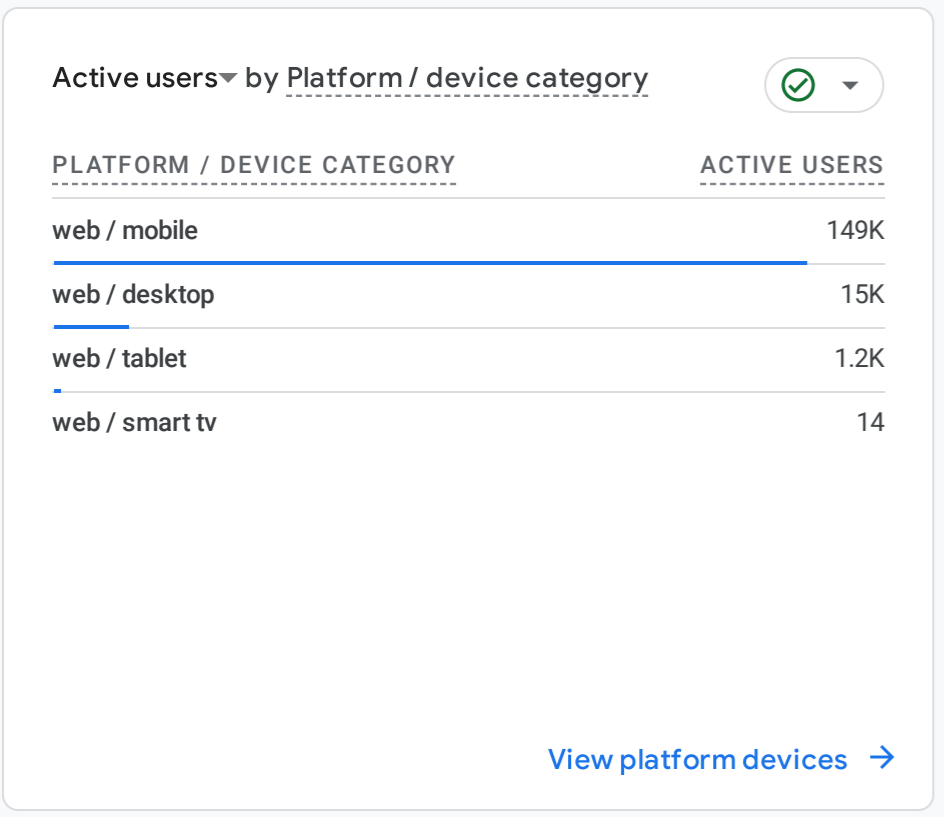 Active users by Platform / device category
PLATFORM / DEVICE CATEGORY ACTIVE USERS
web / mobile 149K
web / desktop 15K
web / tablet 1.2K
web / smart tv 14
View platform devices